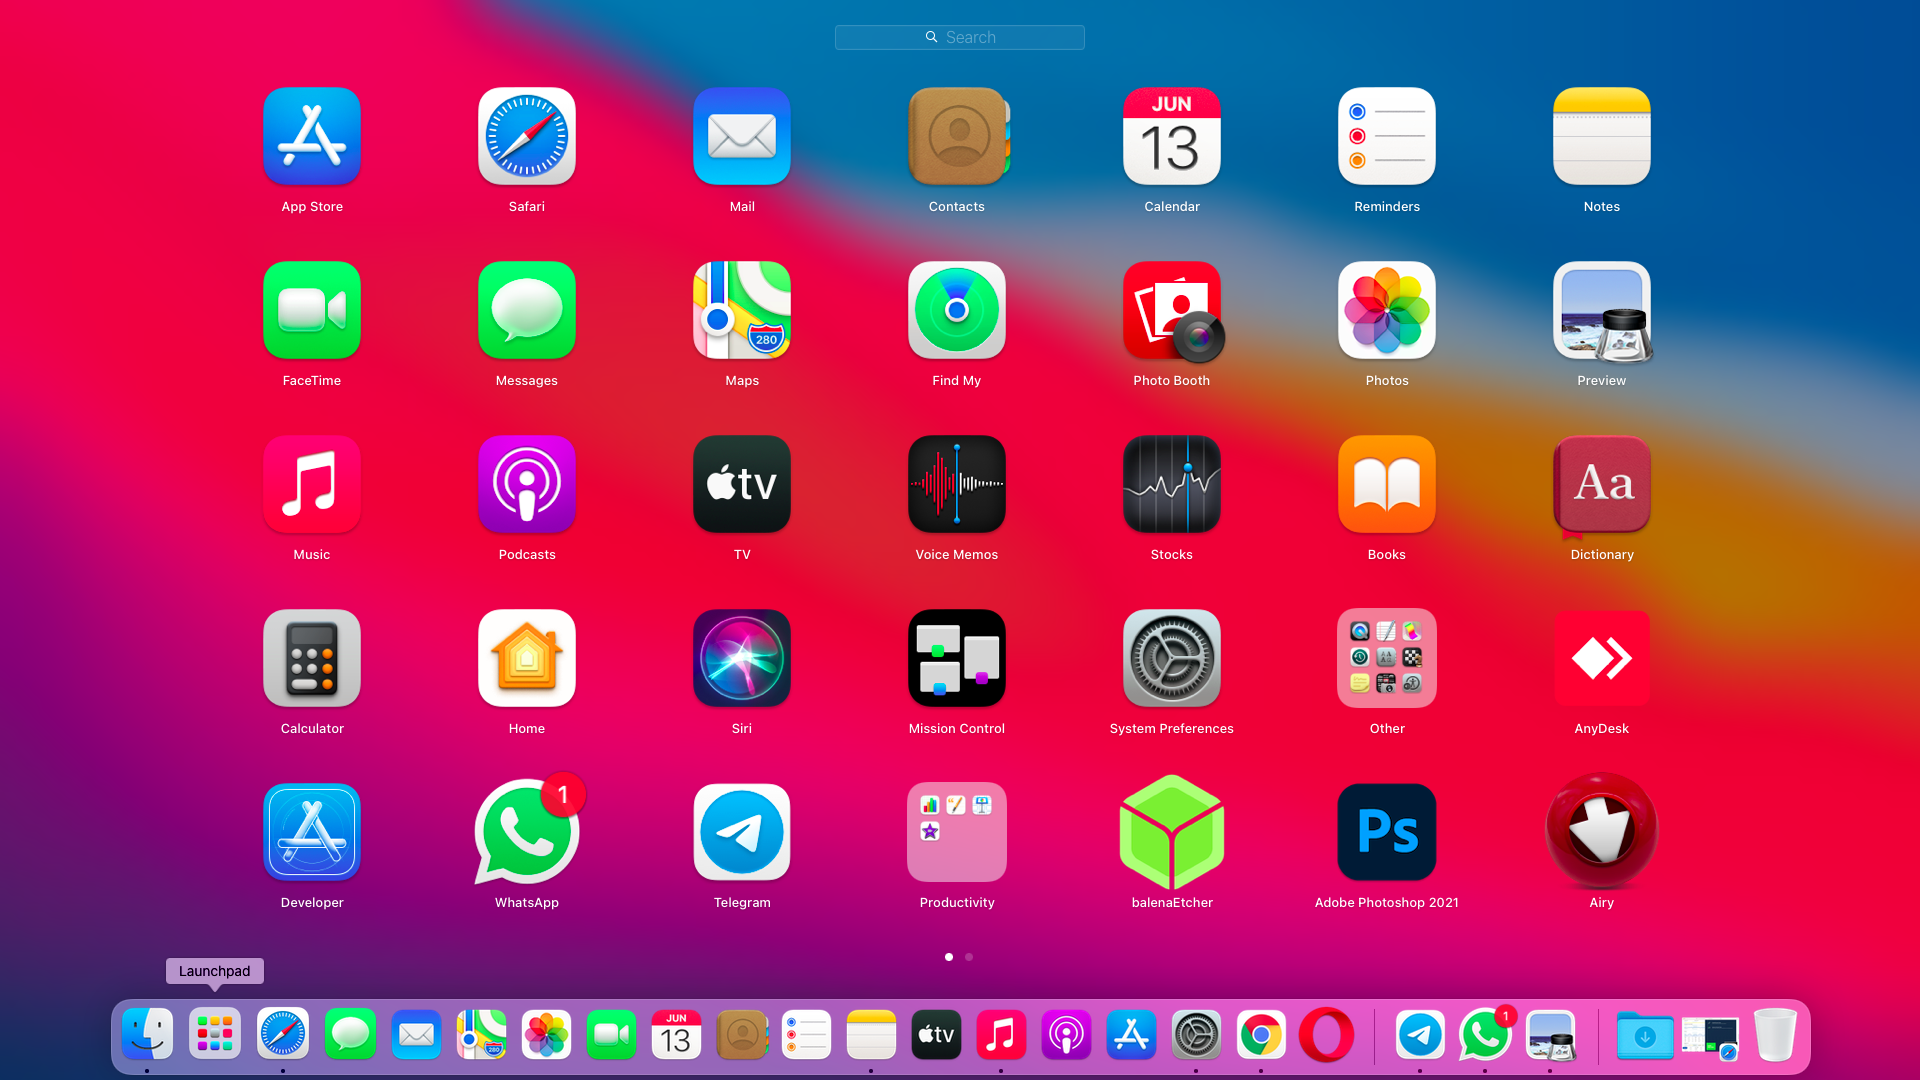 Search
JUN
13
App Store
Safari
Mail
Contacts
Calendar
Reminders
Notes
280
FaceTime
Messages
Maps
Find My
Photo Booth
Photos
Preview
tv
Aa
Music
Podcasts
TV
Voice Memos
Stocks
Books
Dictionary
Calculator
Home
Siri
Mission Control
System Preferences
Other
AnyDesk
1
Ps
Developer
WhatsApp
Telegram
Productivity
balenaEtcher
Adobe Photoshop 2021
Airy
Launchpad
280
JUN
13
tv
1